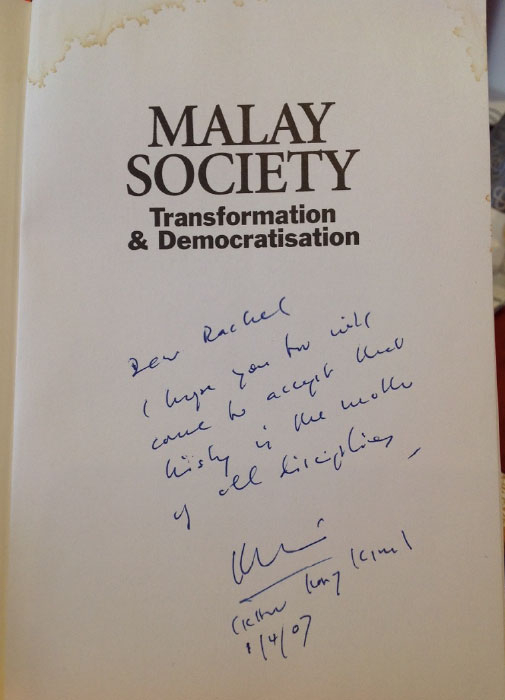 MALAY
SOCIETY
Transformation
& Democratisation
Dear Rachel
I hope you too will
come to accept that
history is the mother
of all disciplines,
(Khoo Kay Kim)
1/4/07